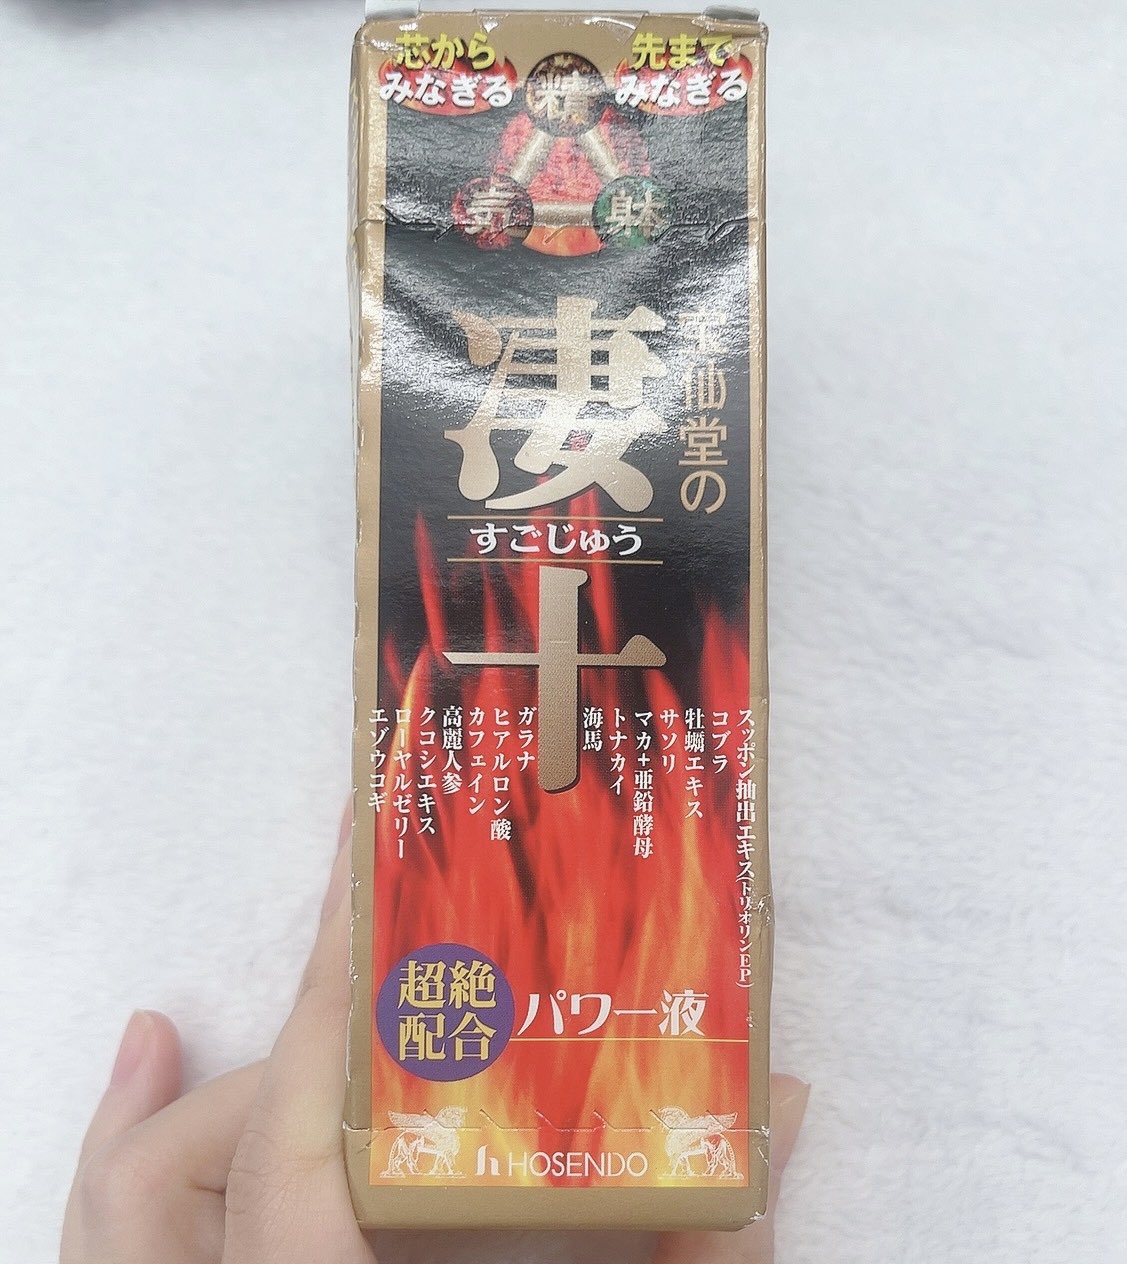 芯から
みなぎる
先まで
みなぎる
精
気
体
宝仙堂の
凄
すごじゅう
十
スッポン抽出エキス(トリオリンEP)
コブラ
牡蠣エキス
サソリ
マカ+亜鉛酵母
トナカイ
海馬
ガラナ
ヒアルロン酸
カフェイン
高麗人参
クコシエキス
ローヤルゼリー
エゾウコギ
超絶
配合
パワー液
HOSENDO